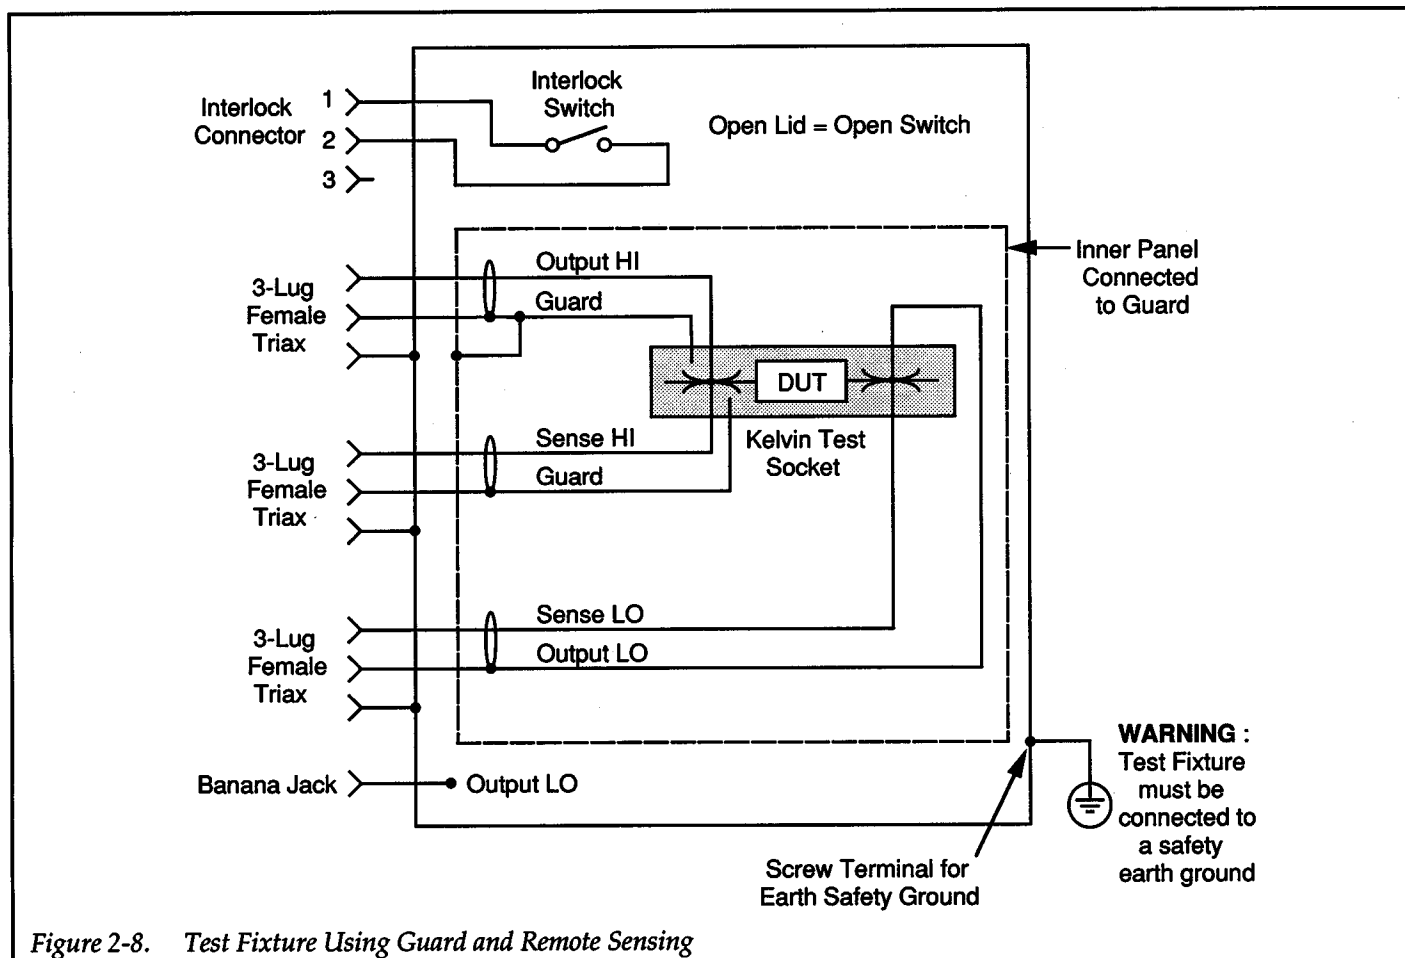 Interlock
Connector
1
2
3
Interlock
Switch
Open Lid = Open Switch
3-Lug
Female
Triax
Output HI
Guard
Inner Panel
Connected
to Guard
DUT
Kelvin Test
Socket
3-Lug
Female
Triax
Sense HI
Guard
3-Lug
Female
Triax
Sense LO
Output LO
Banana Jack
Output LO
WARNING :
Test Fixture
must be
connected to
a safety
earth ground
Screw Terminal for
Earth Safety Ground
Figure 2-8. Test Fixture Using Guard and Remote Sensing